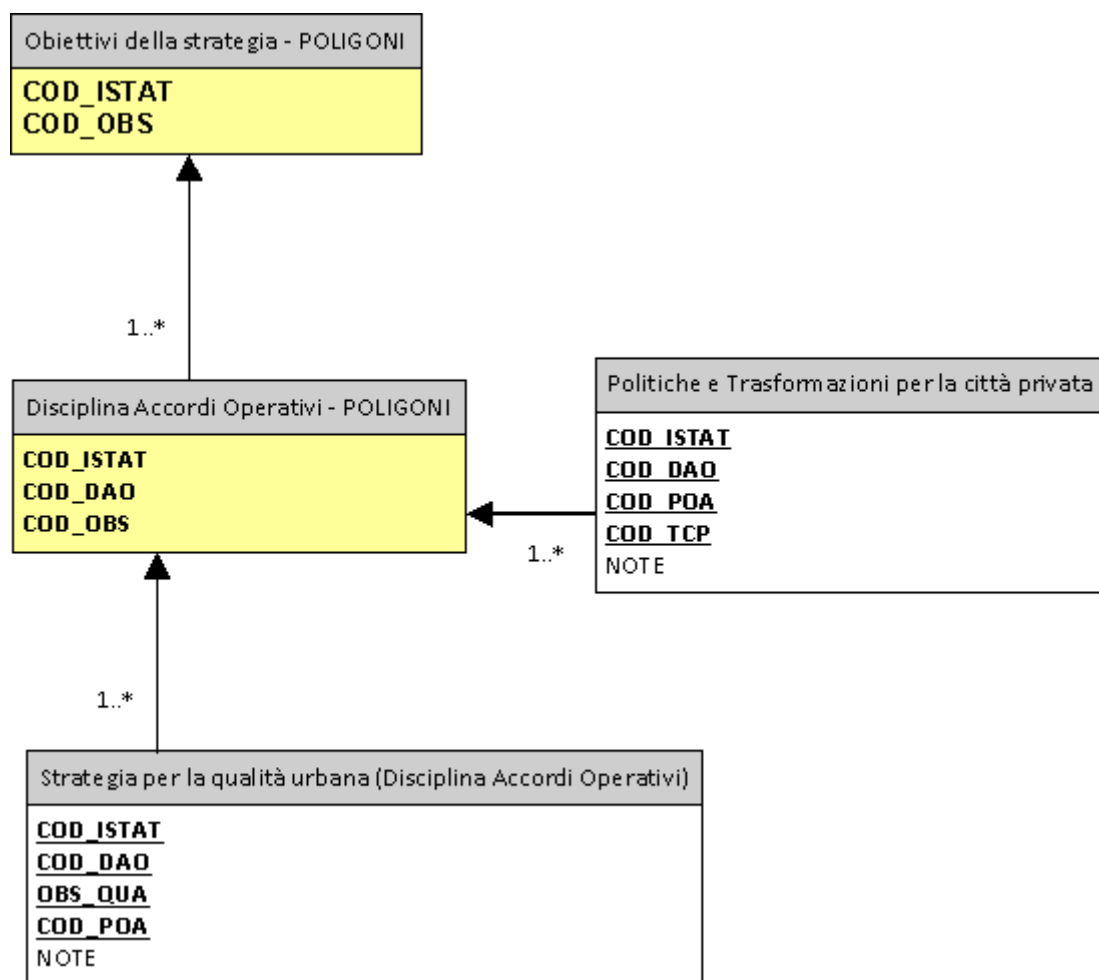 Obiettivi della strategia - POLIGONI
COD_ISTAT
COD_OBS
1..*
Disciplina Accordi Operativi - POLIGONI
COD_ISTAT
COD_DAO
COD_OBS
Politiche e Trasformazioni per la città privata
COD_ISTAT
COD_DAO
COD_POA
COD_TCP
NOTE
1..*
1..*
Strategia per la qualità urbana (Disciplina Accordi Operativi)
COD_ISTAT
COD_DAO
OBS_QUA
COD_POA
NOTE